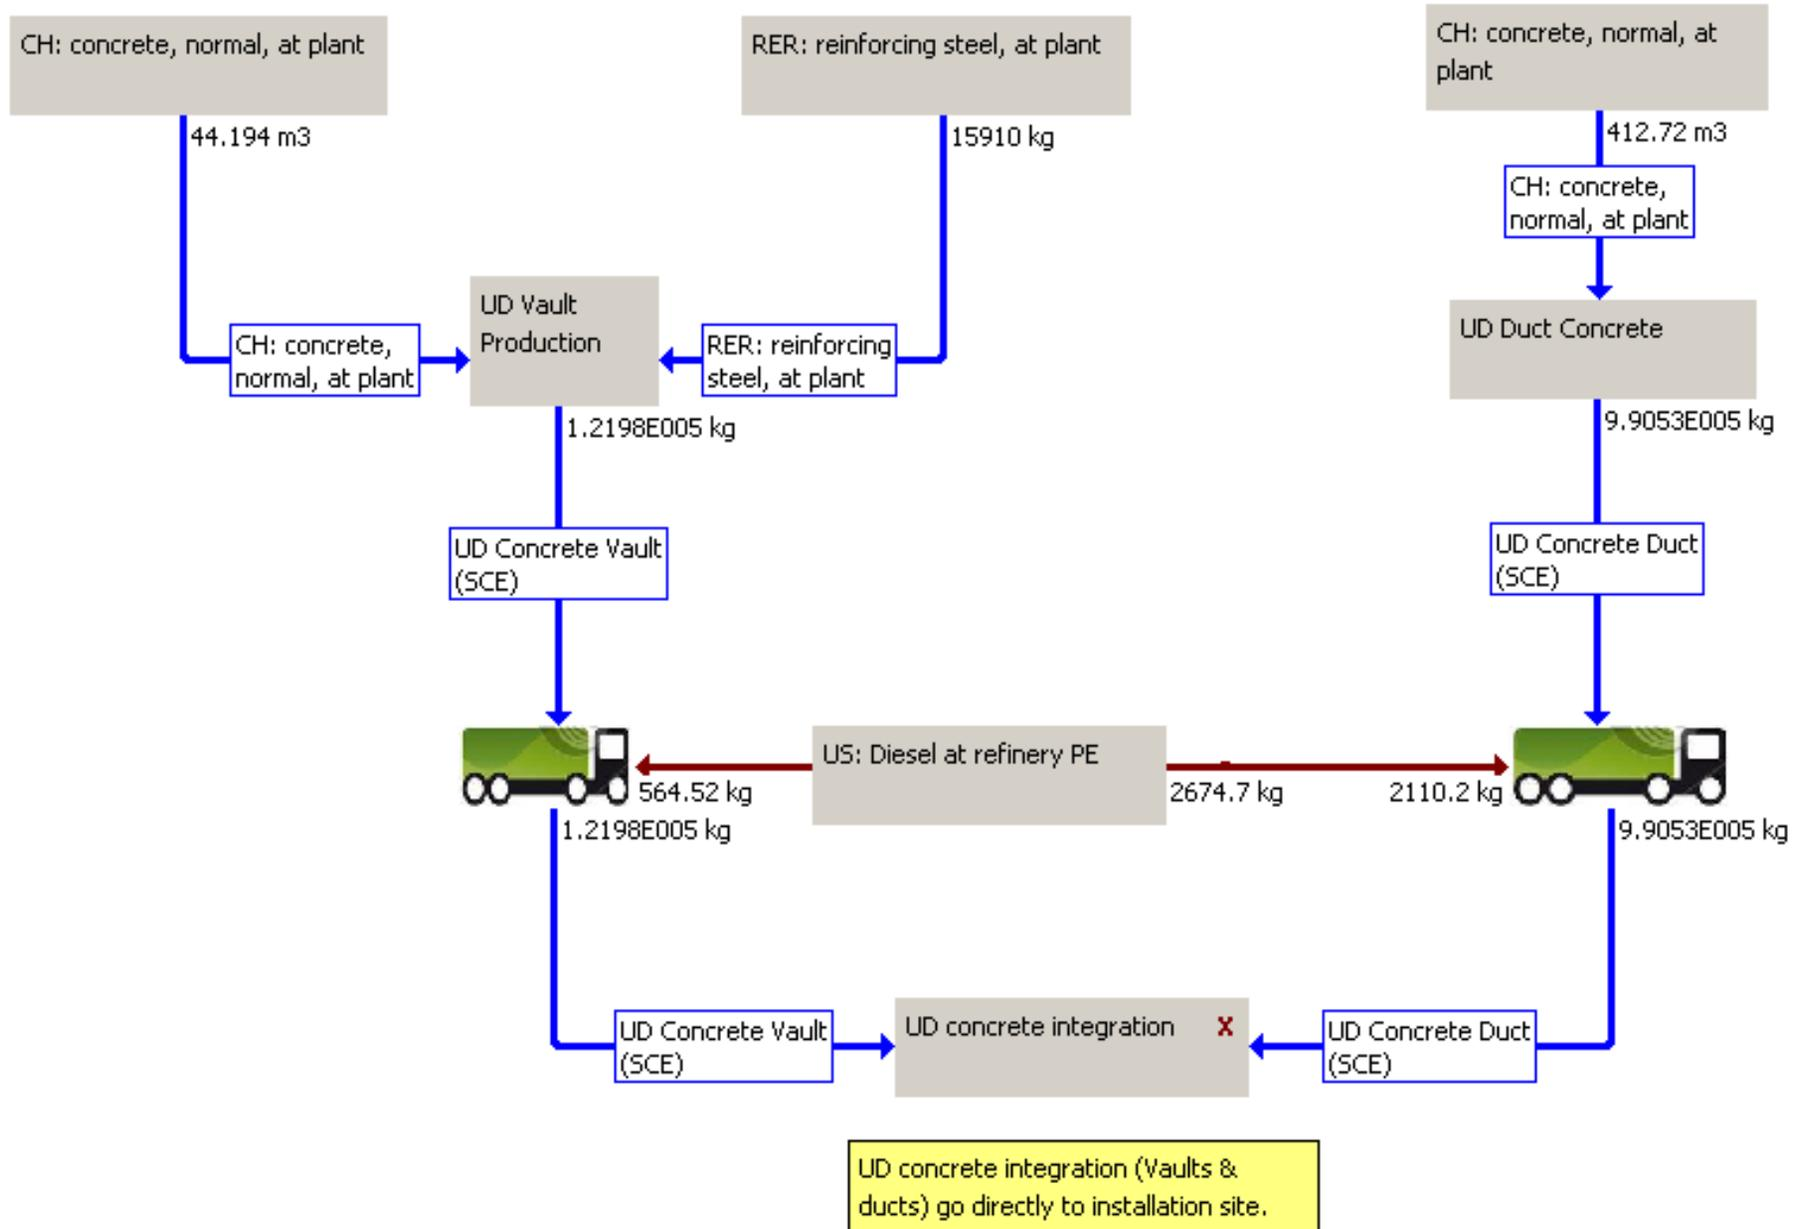 CH: concrete, normal, at plant
RER: reinforcing steel, at plant
CH: concrete, normal, at
plant
44.194 m3
15910 kg
412.72 m3
CH: concrete,
normal, at plant
UD Vault
Production
CH: concrete,
normal, at plant
RER: reinforcing
steel, at plant
UD Duct Concrete
1.2198E005 kg
9.9053E005 kg
UD Concrete Vault
(SCE)
UD Concrete Duct
(SCE)
US: Diesel at refinery PE
564.52 kg
2674.7 kg
2110.2 kg
1.2198E005 kg
9.9053E005 kg
UD Concrete Vault
(SCE)
UD concrete integration X
UD Concrete Duct
(SCE)
UD concrete integration (Vaults &
ducts) go directly to installation site.